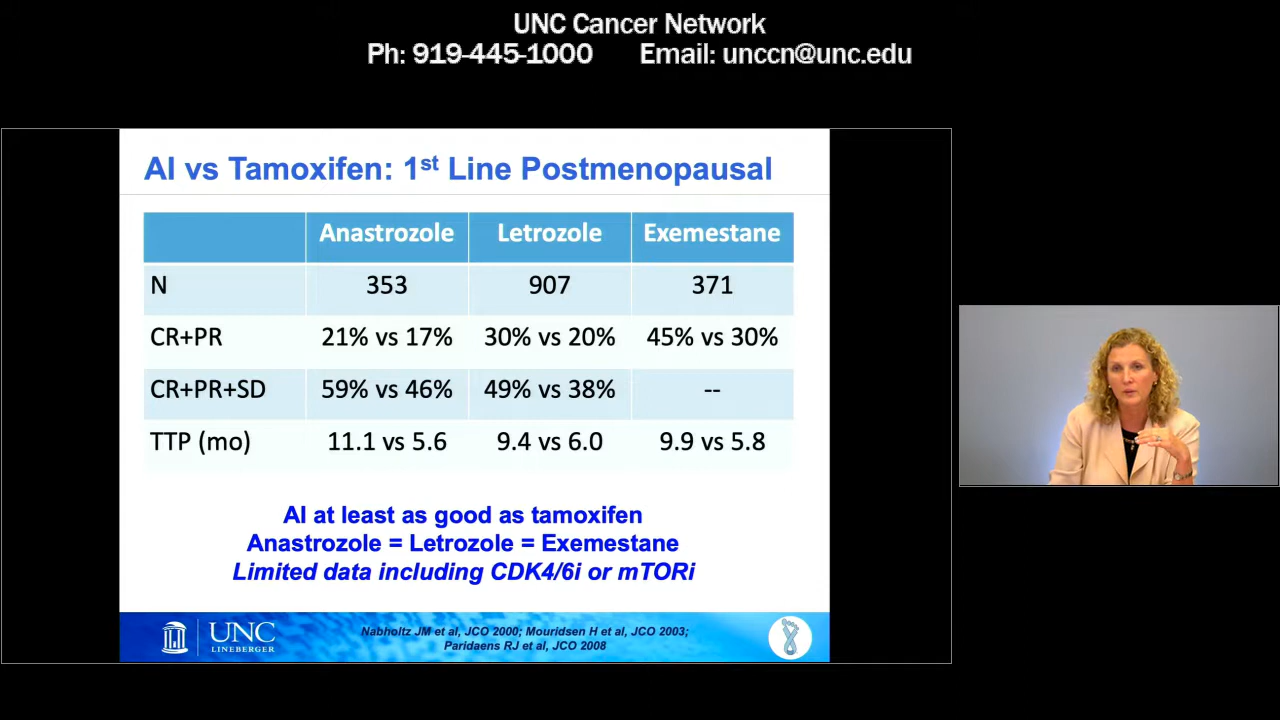 UNC Cancer Network
Ph: 919-445-1000 Email: unccn@unc.edu
AI vs Tamoxifen: 1st Line Postmenopausal
Anastrozole Letrozole Exemestane
N 353 907 371
CR+PR 21% vs 17% 30% vs 20% 45% vs 30%
CR+PR+SD 59% vs 46% 49% vs 38% --
TTP (mo) 11.1 vs 5.6 9.4 vs 6.0 9.9 vs 5.8
AI at least as good as tamoxifen
Anastrozole = Letrozole = Exemestane
Limited data including CDK4/6i or mTORi
UNC
LINEBERGER
Nabholtz JM et al, JCO 2000; Mouridsen H et al, JCO 2003;
Paridaens RJ et al, JCO 2008